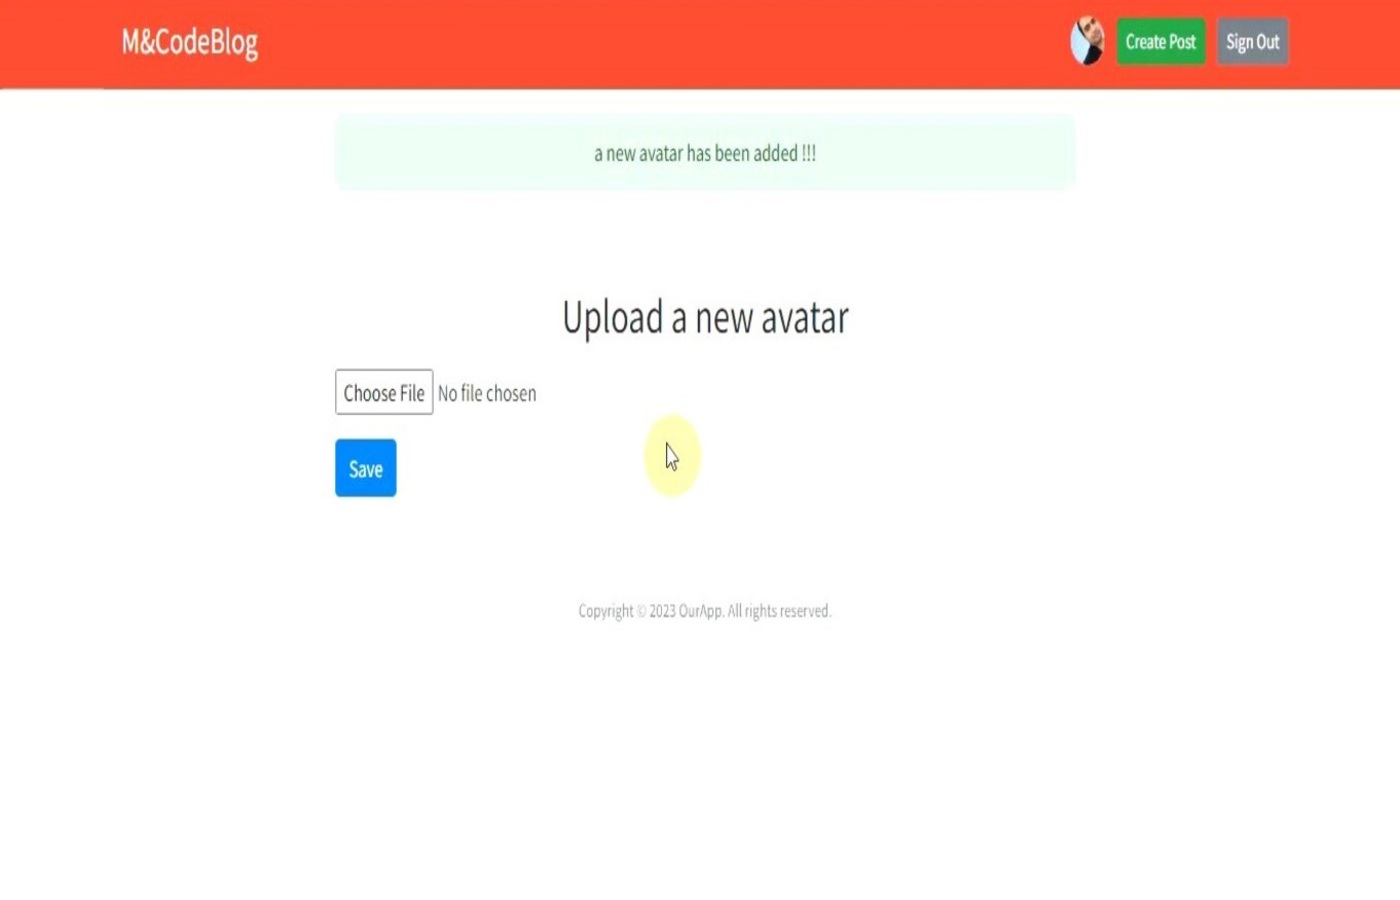 M&CodeBlog
Create Post
Sign Out
a new avatar has been added !!!
Upload a new avatar
Choose File No file chosen
Save
Copyright © 2023 OurApp. All rights reserved.